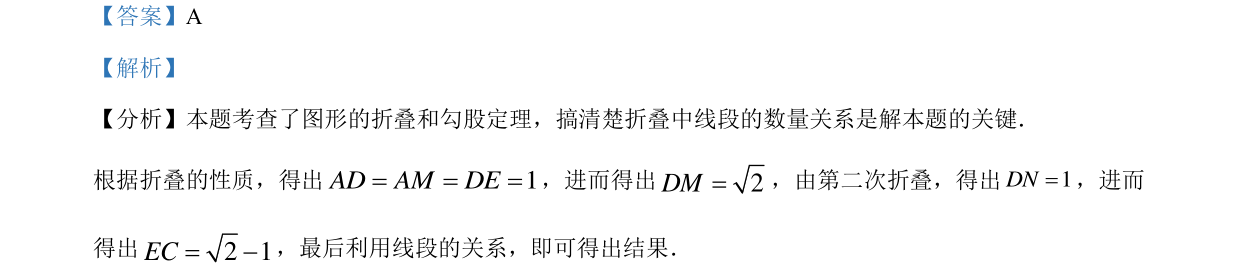 【答案】A
【解析】
【分析】本题考查了图形的折叠和勾股定理，搞清楚折叠中线段的数量关系是解本题的关键．
根据折叠的性质，得出 AD = AM = DE = 1，进而得出 DM = √2，由第二次折叠，得出 DN = 1，进而
得出 EC = √2 − 1，最后利用线段的关系，即可得出结果．